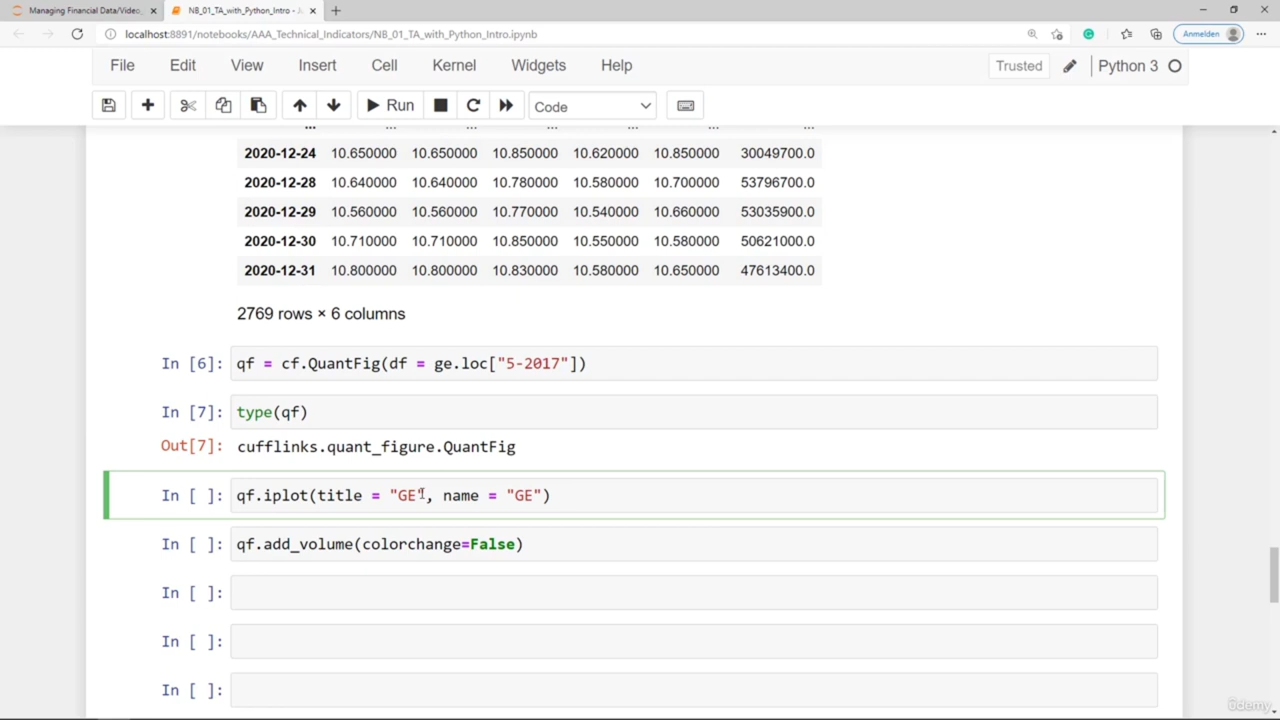 Managing Financial Data/Video_
NB_01_TA_with_Python_Intro - J
localhost:8891/notebooks/AAA_Technical_Indicators/NB_01_TA_with_Python_Intro.ipynb
Anmelden
File Edit View Insert Cell Kernel Widgets Help Trusted Python 3
Run Code
... ... ... ... ... ... ...
2020-12-24 10.650000 10.650000 10.850000 10.620000 10.850000 30049700.0
2020-12-28 10.640000 10.640000 10.780000 10.580000 10.700000 53796700.0
2020-12-29 10.560000 10.560000 10.770000 10.540000 10.660000 53035900.0
2020-12-30 10.710000 10.710000 10.850000 10.550000 10.580000 50621000.0
2020-12-31 10.800000 10.800000 10.830000 10.580000 10.650000 47613400.0
2769 rows × 6 columns
In [6]: qf = cf.QuantFig(df = ge.loc["5-2017"])
In [7]: type(qf)
Out[7]: cufflinks.quant_figure.QuantFig
In [ ]: qf.iplot(title = "GE", name = "GE")
In [ ]: qf.add_volume(colorchange=False)
In [ ]:
In [ ]:
In [ ]:
Udemy